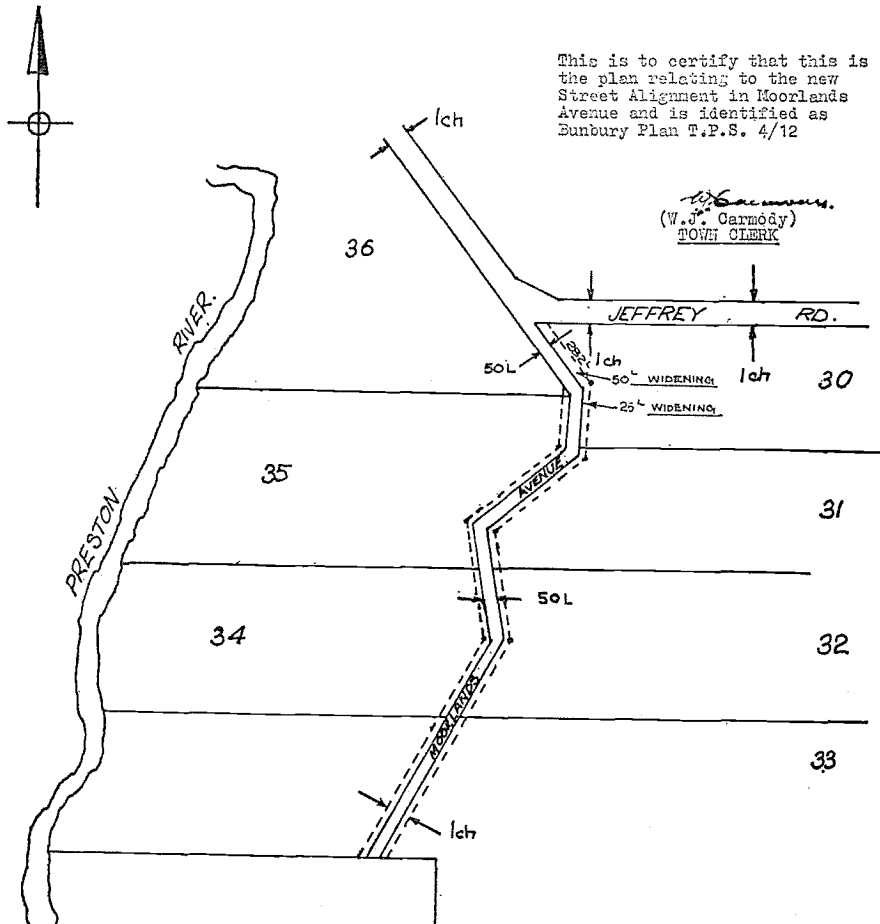 This is to certify that this is
the plan relating to the new
Street Alignment in Moorlands
Avenue and is identified as
Bunbury Plan T.P.S. 4/12
(W.J. Carmody)
TOWN CLERK
1ch
36
RIVER.
JEFFREY RD.
282L
1ch
50L
50L WIDENING
1ch
30
25L WIDENING
35
AVENUE
31
PRESTON
50L
34
32
MOORLANDS
33
1ch